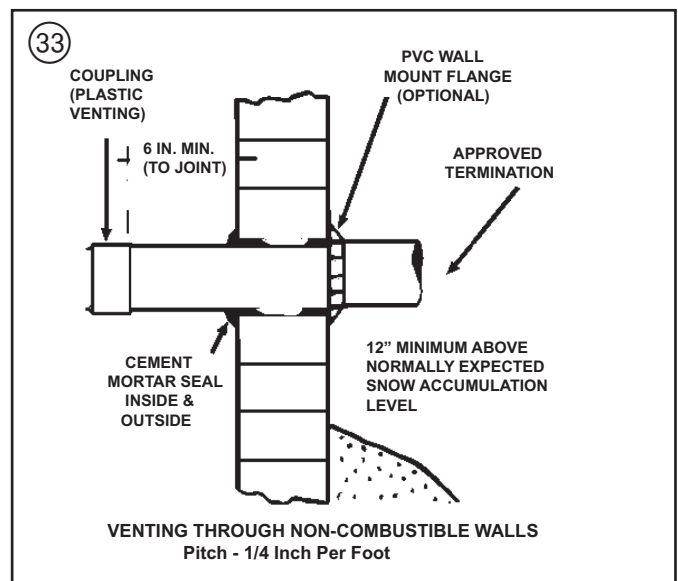 33
COUPLING
(PLASTIC
VENTING)
6 IN. MIN.
(TO JOINT)
PVC WALL
MOUNT FLANGE
(OPTIONAL)
APPROVED
TERMINATION
CEMENT
MORTAR SEAL
INSIDE &
OUTSIDE
12” MINIMUM ABOVE
NORMALLY EXPECTED
SNOW ACCUMULATION
LEVEL
VENTING THROUGH NON-COMBUSTIBLE WALLS
Pitch - 1/4 Inch Per Foot